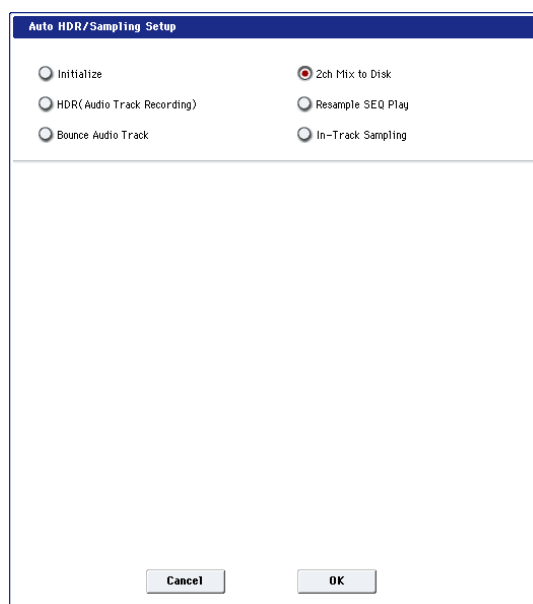 Auto HDR/Sampling Setup
Initialize
2ch Mix to Disk
HDR(Audio Track Recording)
Resample SEQ Play
Bounce Audio Track
In-Track Sampling
Cancel
OK